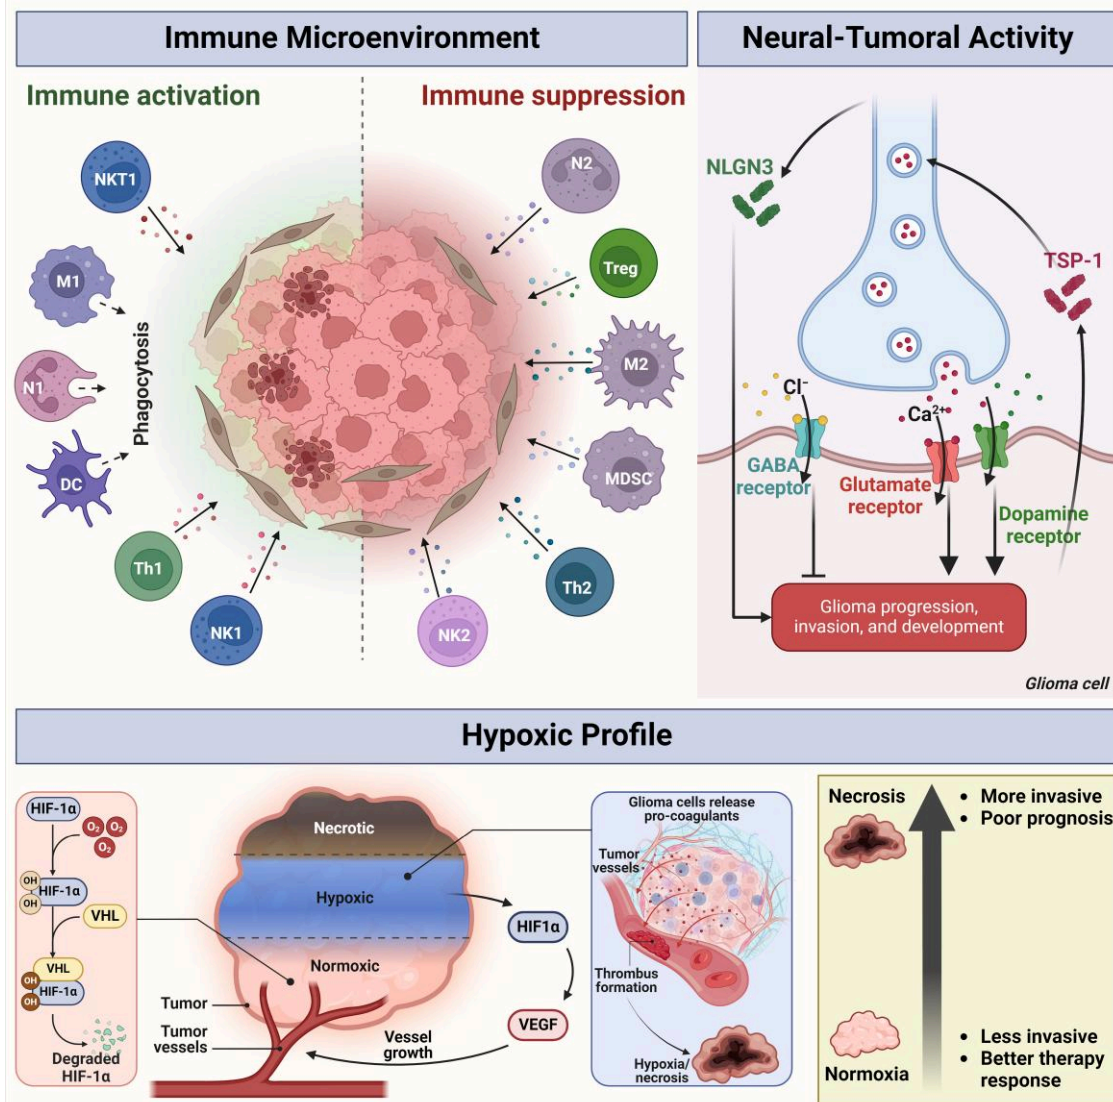 Immune Microenvironment
Immune activation
Immune suppression
NKT1
M1
N1
DC
Phagocytosis
Th1
NK1
N2
Treg
M2
MDSC
Th2
NK2
Neural-Tumoral Activity
NLGN3
TSP-1
Cl⁻
Ca²⁺
GABA
receptor
Glutamate
receptor
Dopamine
receptor
Glioma progression,
invasion, and development
Glioma cell
Hypoxic Profile
HIF-1α
O₂ O₂
O₂
OH
OH
HIF-1α
VHL
VHL
OH
OH
HIF-1α
Degraded
HIF-1α
Necrotic
Hypoxic
Normoxic
Tumor
Tumor
vessels
Vessel
growth
HIF1α
VEGF
Glioma cells release
pro-coagulants
Tumor
vessels
Thrombus
formation
Hypoxia/
necrosis
Necrosis
• More invasive
• Poor prognosis
Normoxia
• Less invasive
• Better therapy
response